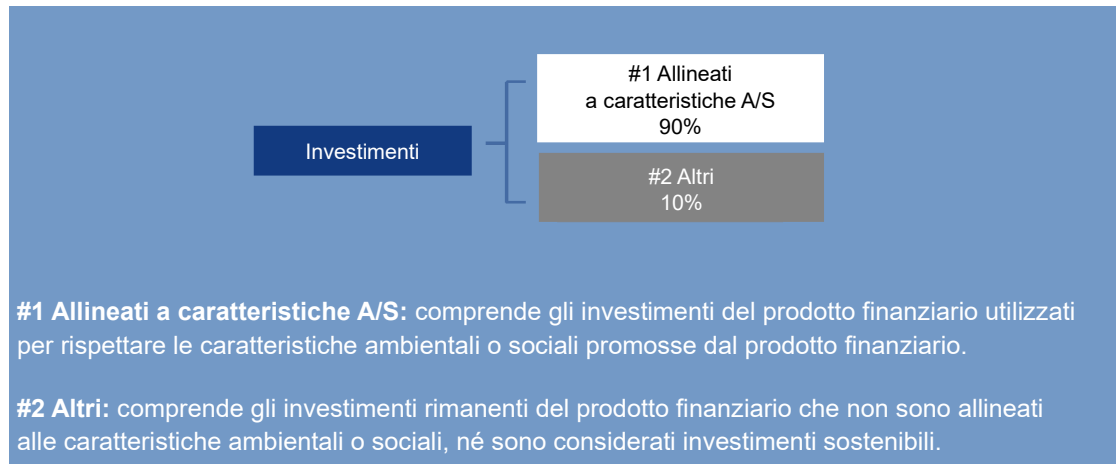 #1 Allineati
a caratteristiche A/S
90%
Investimenti
#2 Altri
10%
#1 Allineati a caratteristiche A/S: comprende gli investimenti del prodotto finanziario utilizzati
per rispettare le caratteristiche ambientali o sociali promosse dal prodotto finanziario.
#2 Altri: comprende gli investimenti rimanenti del prodotto finanziario che non sono allineati
alle caratteristiche ambientali o sociali, né sono considerati investimenti sostenibili.